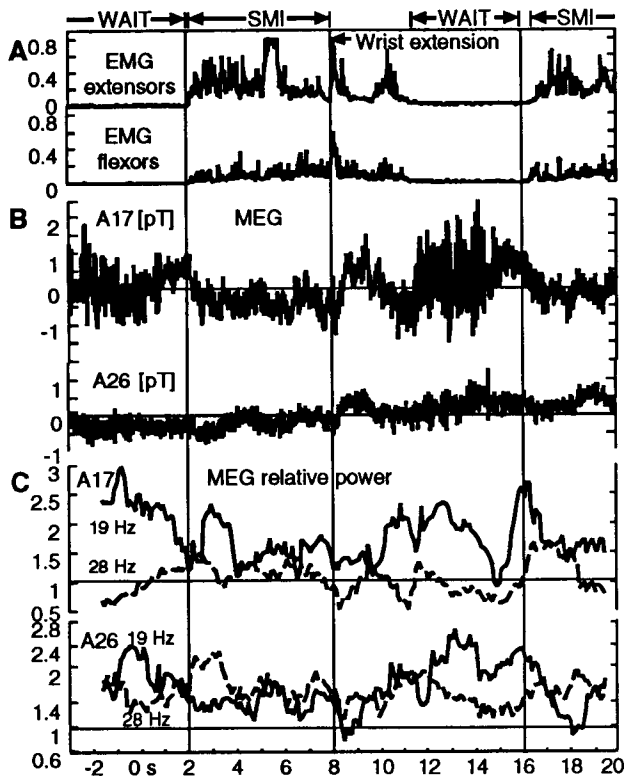 WAIT SMI WAIT SMI
A 0.8 EMG extensors Wrist extension
0.4
0
0.8 EMG flexors
0.4
0
B A17 [pT] MEG
2
1
0
-1
A26 [pT]
1
0
-1
C 3 A17 MEG relative power
2.5
2 19 Hz
1.5 28 Hz
1
0.5
2.8 A26 19 Hz
2.4
2
1.4 28 Hz
1
0.6
-2 0 s 2 4 6 8 10 12 14 16 18 20